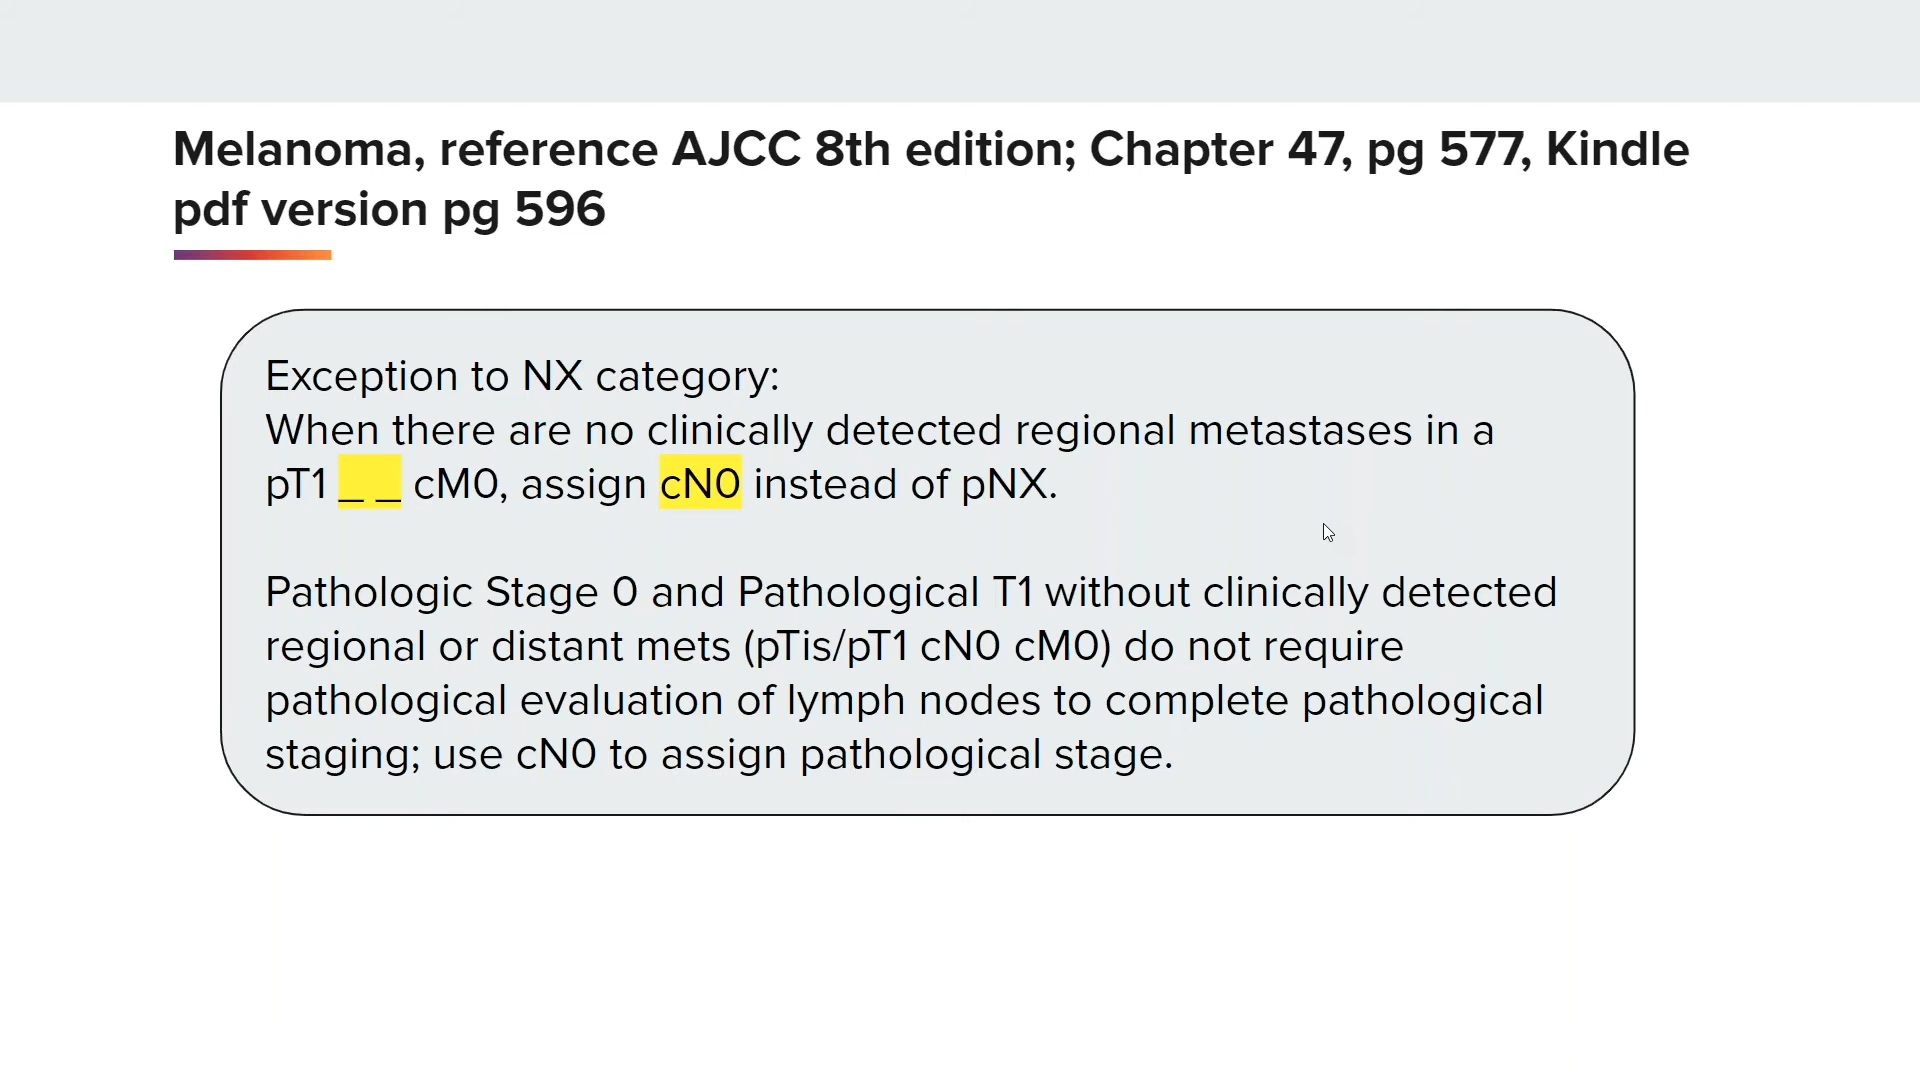 Melanoma, reference AJCC 8th edition; Chapter 47, pg 577, Kindle
pdf version pg 596
Exception to NX category:
When there are no clinically detected regional metastases in a
pT1 _ _ cM0, assign cN0 instead of pNX.
Pathologic Stage 0 and Pathological T1 without clinically detected
regional or distant mets (pTis/pT1 cN0 cM0) do not require
pathological evaluation of lymph nodes to complete pathological
staging; use cN0 to assign pathological stage.